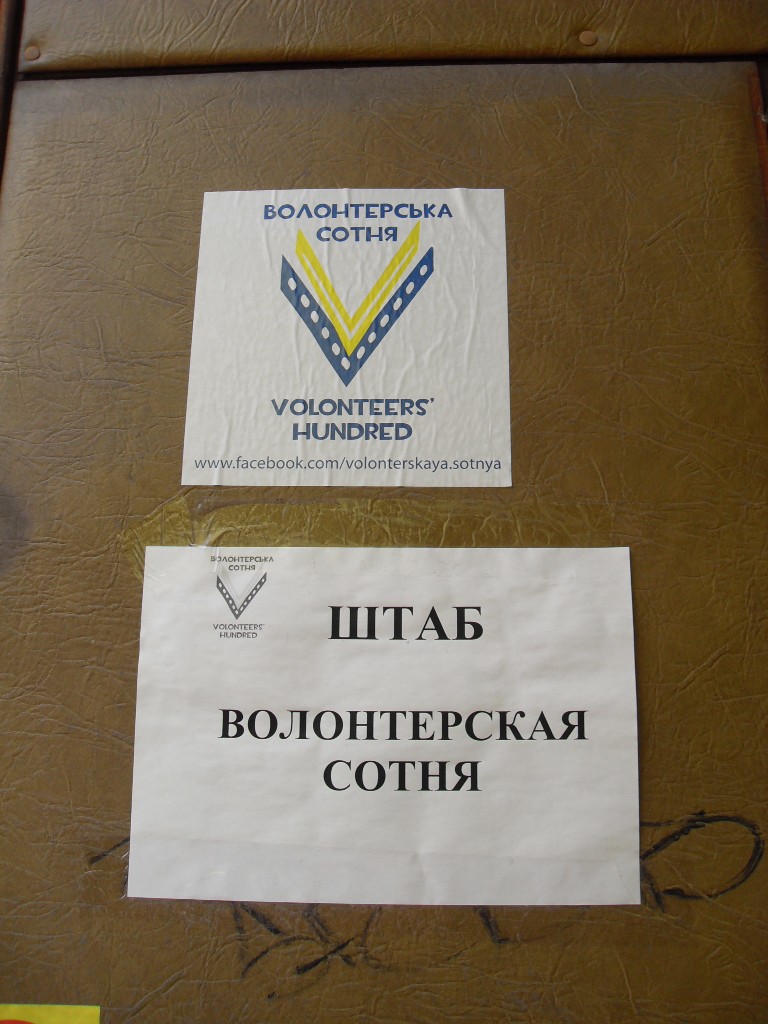 ВОЛОНТЕРСЬКА
СОТНЯ
VOLONTEERS'
HUNDRED
www.facebook.com/volonterskaya.sotnya
ВОЛОНТЕРСЬКА
СОТНЯ
VOLONTEERS'
HUNDRED
ШТАБ
ВОЛОНТЕРСКАЯ
СОТНЯ